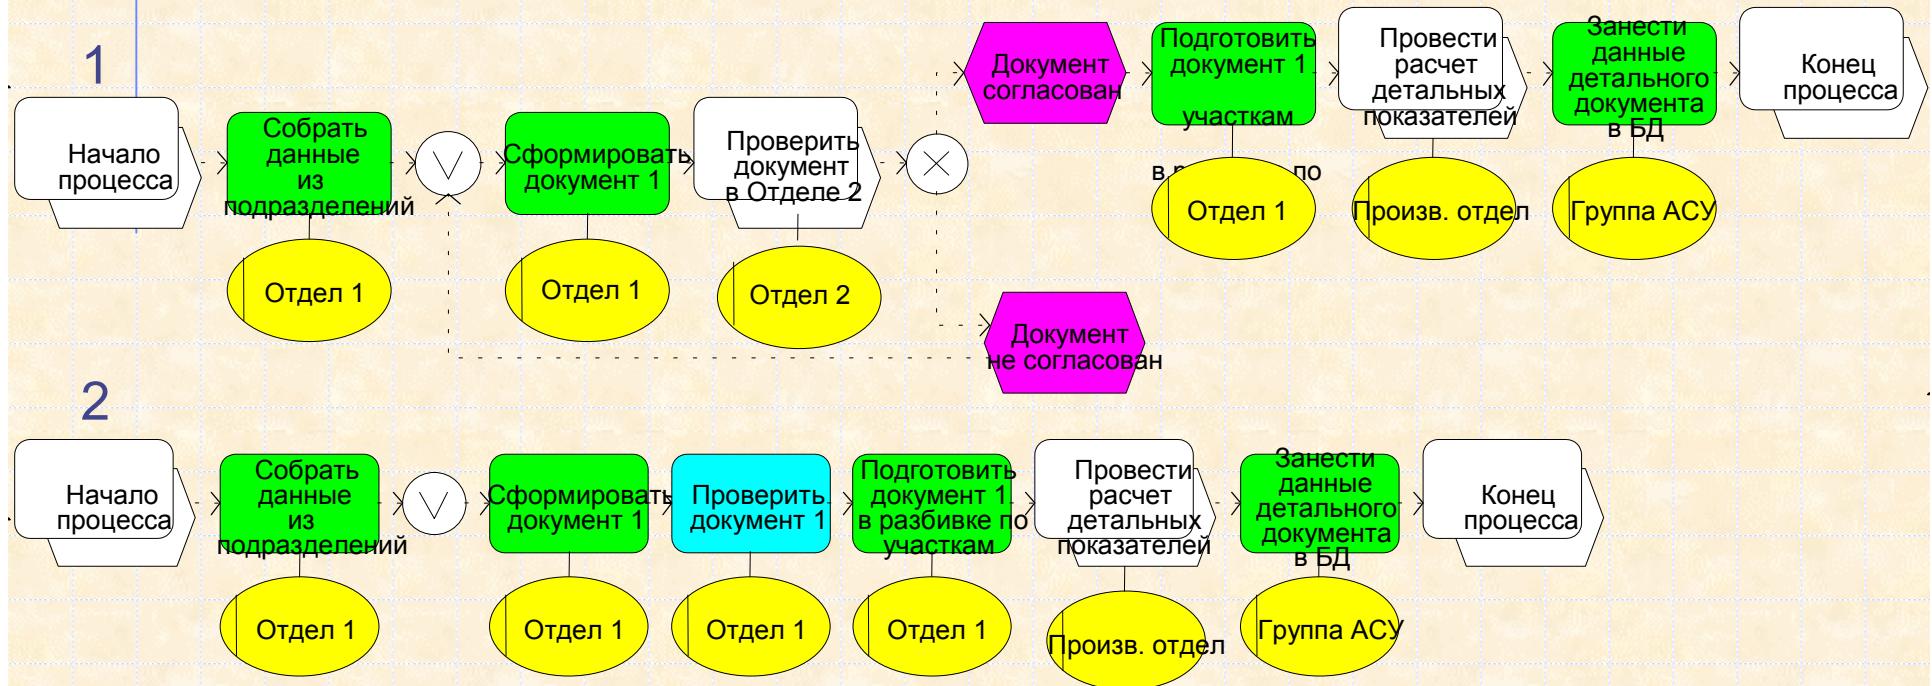 1
Начало
процесса
Собрать
данные
из
подразделений
Отдел 1
Сформировать
документ 1
Отдел 1
Проверить
документ
в Отделе 2
Отдел 2
Документ
согласован
Документ
не согласован
Подготовить
документ 1
участкам
в по
Отдел 1
Провести
расчет
детальных
показателей
Произв. отдел
Занести
данные
детального
документа
в БД
Группа АСУ
Конец
процесса
2
Начало
процесса
Собрать
данные
из
подразделений
Отдел 1
Сформировать
документ 1
Отдел 1
Проверить
документ 1
Отдел 1
Подготовить
документ 1
в разбивке по
участкам
Отдел 1
Провести
расчет
детальных
показателей
Произв. отдел
Занести
данные
детального
документа
в БД
Группа АСУ
Конец
процесса